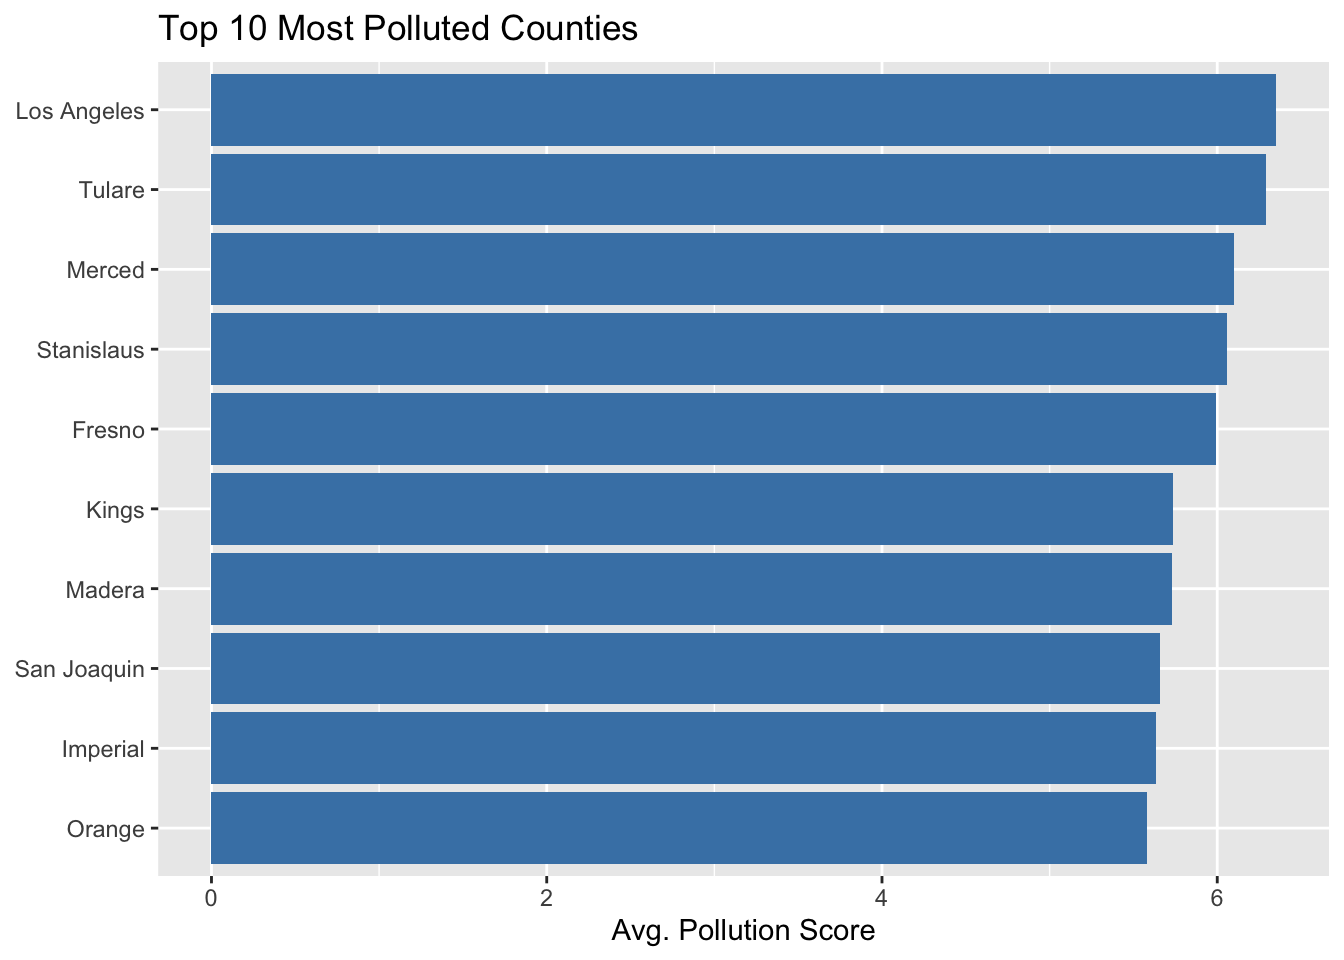 Top 10 Most Polluted Counties
Los Angeles
Tulare
Merced
Stanislaus
Fresno
Kings
Madera
San Joaquin
Imperial
Orange
0 2 4 6
Avg. Pollution Score